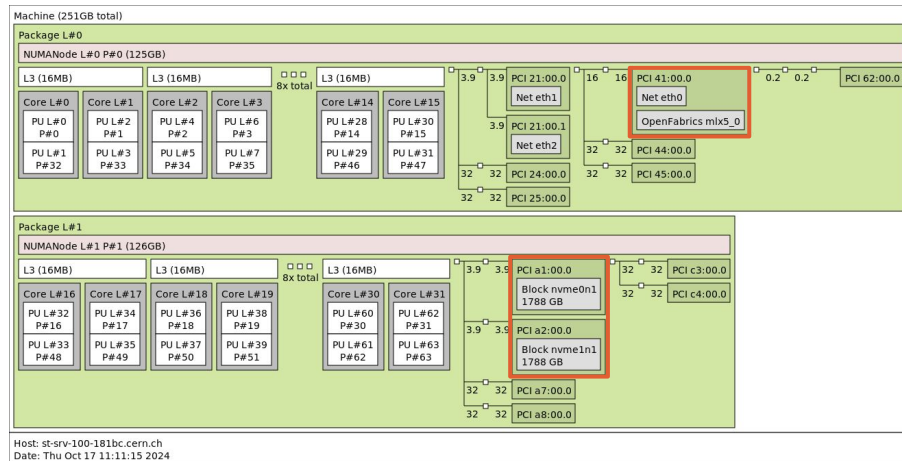 Machine (251GB total)
Package L#0
NUMANode L#0 P#0 (125GB)
L3 (16MB)
L3 (16MB)
8x total
L3 (16MB)
Core L#0
PU L#0
P#0
PU L#1
P#32
Core L#1
PU L#2
P#1
PU L#3
P#33
Core L#2
PU L#4
P#2
PU L#5
P#34
Core L#3
PU L#6
P#3
PU L#7
P#35
Core L#14
PU L#28
P#14
PU L#29
P#46
Core L#15
PU L#30
P#15
PU L#31
P#47
3.9 3.9 PCI 21:00.0
Net eth1
3.9 PCI 21:00.1
Net eth2
32 32 PCI 24:00.0
32 32 PCI 25:00.0
16 16 PCI 41:00.0
Net eth0
OpenFabrics mlx5_0
32 32 PCI 44:00.0
32 32 PCI 45:00.0
0.2 0.2 PCI 62:00.0
Package L#1
NUMANode L#1 P#1 (126GB)
L3 (16MB)
L3 (16MB)
8x total
L3 (16MB)
Core L#16
PU L#32
P#16
PU L#33
P#48
Core L#17
PU L#34
P#17
PU L#35
P#49
Core L#18
PU L#36
P#18
PU L#37
P#50
Core L#19
PU L#38
P#19
PU L#39
P#51
Core L#30
PU L#60
P#30
PU L#61
P#62
Core L#31
PU L#62
P#31
PU L#63
P#63
3.9 3.9 PCI a1:00.0
Block nvme0n1
1788 GB
3.9 3.9 PCI a2:00.0
Block nvme1n1
1788 GB
32 32 PCI a7:00.0
32 32 PCI a8:00.0
32 32 PCI c3:00.0
32 32 PCI c4:00.0
Host: st-srv-100-181bc.cern.ch
Date: Thu Oct 17 11:11:15 2024